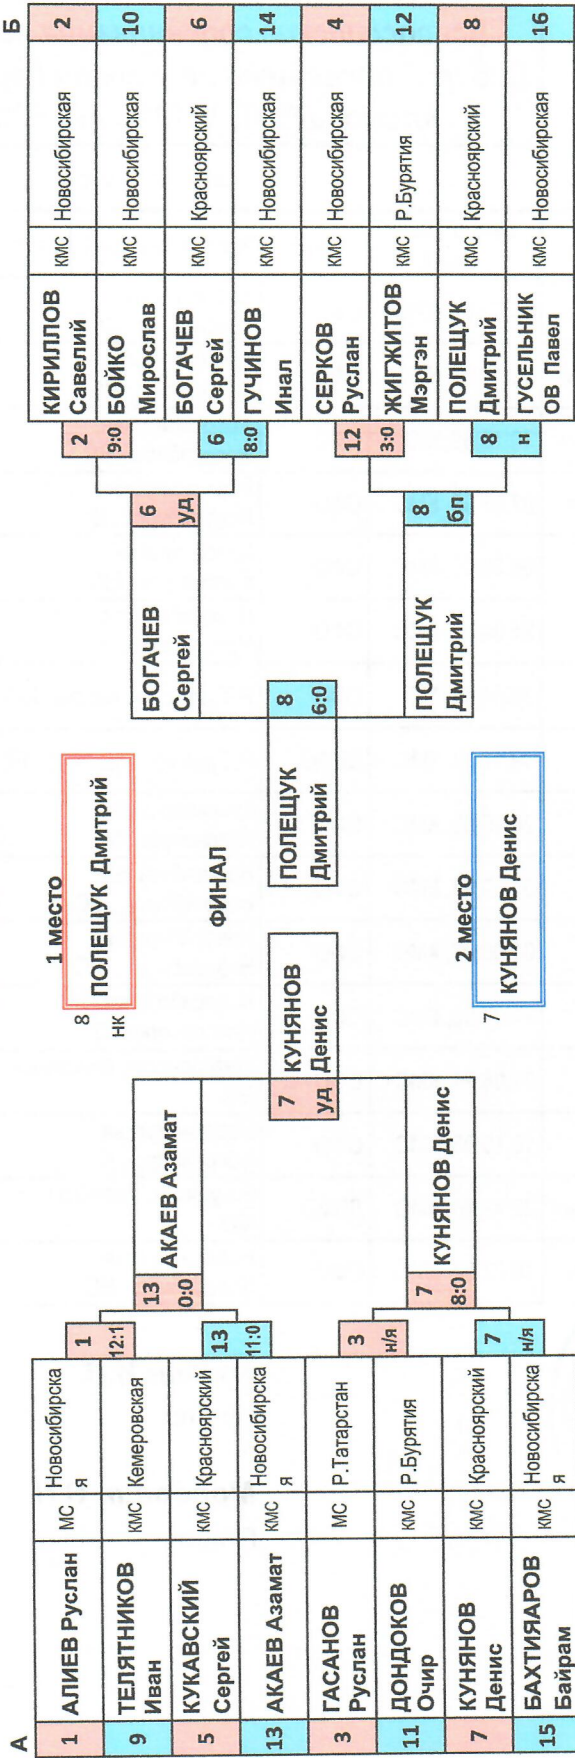 А
1 АЛИЕВ Руслан МС Новосибирска
я
9 ТЕЛЯТНИКОВ КМС Кемеровская
Иван
5 КУКАВСКИЙ КМС Красноярский
Сергей
13 АКАЕВ Азамат КМС Новосибирска
я
3 ГАСАНОВ МС Р.Татарстан
Руслан
11 ДОНДОКОВ КМС Р.Бурятия
Очир
7 КУНЯНОВ КМС Красноярский
Денис
15 БАХТИЯАРОВ КМС Новосибирска
Байрам я
1
12:1
13
11:0
3
н/я
7
н/я
13 АКАЕВ Азамат
0:0
7 КУНЯНОВ Денис
8:0
7 КУНЯНОВ
уд Денис
1 место
8 ПОЛЕЩУК Дмитрий
нк
ФИНАЛ
2 место
7 КУНЯНОВ Денис
ПОЛЕЩУК 8
Дмитрий 6:0
БОГАЧЕВ 6
Сергей уд
ПОЛЕЩУК 8
Дмитрий бп
2
9:0
6
8:0
12
3:0
8
н
Б
КИРИЛЛОВ КМС Новосибирская 2
Савелий
БОЙКО КМС Новосибирская 10
Мирослав
БОГАЧЕВ КМС Красноярский 6
Сергей
ГУЧИНОВ КМС Новосибирская 14
Инал
СЕРКОВ КМС Новосибирская 4
Руслан
ЖИГЖИТОВ КМС Р.Бурятия 12
Мэргэн
ПОЛЕЩУК КМС Красноярский 8
Дмитрий
ГУСЕЛЬНИК КМС Новосибирская 16
ОВ Павел